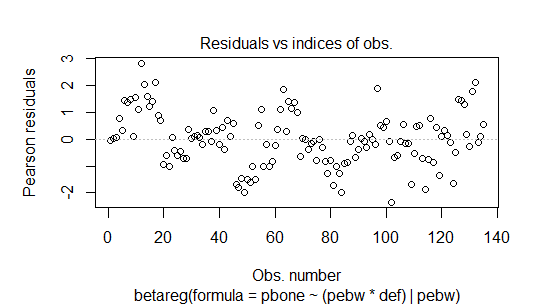 Residuals vs indices of obs.
Pearson residuals
3
2
1
0
-2
0 20 40 60 80 100 120 140
Obs. number
betareg(formula = pbone ~ (pebw * def) | pebw)